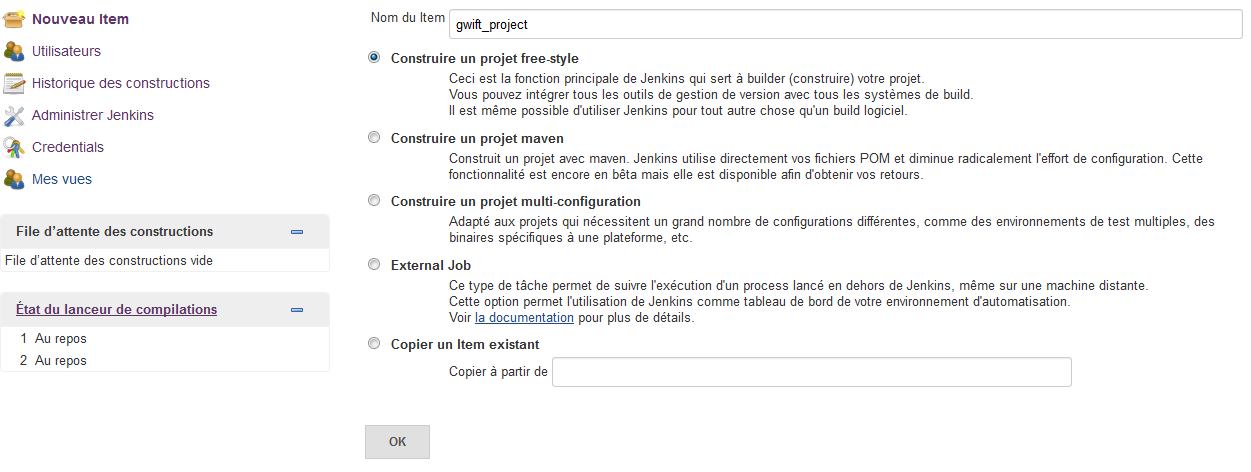 Nouveau Item
Utilisateurs
Historique des constructions
Administrer Jenkins
Credentials
Mes vues
File d’attente des constructions
File d’attente des constructions vide
État du lanceur de compilations
1 Au repos
2 Au repos
Nom du Item gwift_project
Construire un projet free-style
Ceci est la fonction principale de Jenkins qui sert à builder (construire) votre projet.
Vous pouvez intégrer tous les outils de gestion de version avec tous les systèmes de build.
Il est même possible d'utiliser Jenkins pour tout autre chose qu'un build logiciel.
Construire un projet maven
Construit un projet avec maven. Jenkins utilise directement vos fichiers POM et diminue radicalement l'effort de configuration. Cette
fonctionnalité est encore en bêta mais elle est disponible afin d'obtenir vos retours.
Construire un projet multi-configuration
Adapté aux projets qui nécessitent un grand nombre de configurations différentes, comme des environnements de test multiples, des
binaires spécifiques à une plateforme, etc.
External Job
Ce type de tâche permet de suivre l'exécution d'un process lancé en dehors de Jenkins, même sur une machine distante.
Cette option permet l'utilisation de Jenkins comme tableau de bord de votre environnement d'automatisation.
Voir la documentation pour plus de détails.
Copier un Item existant
Copier à partir de
OK